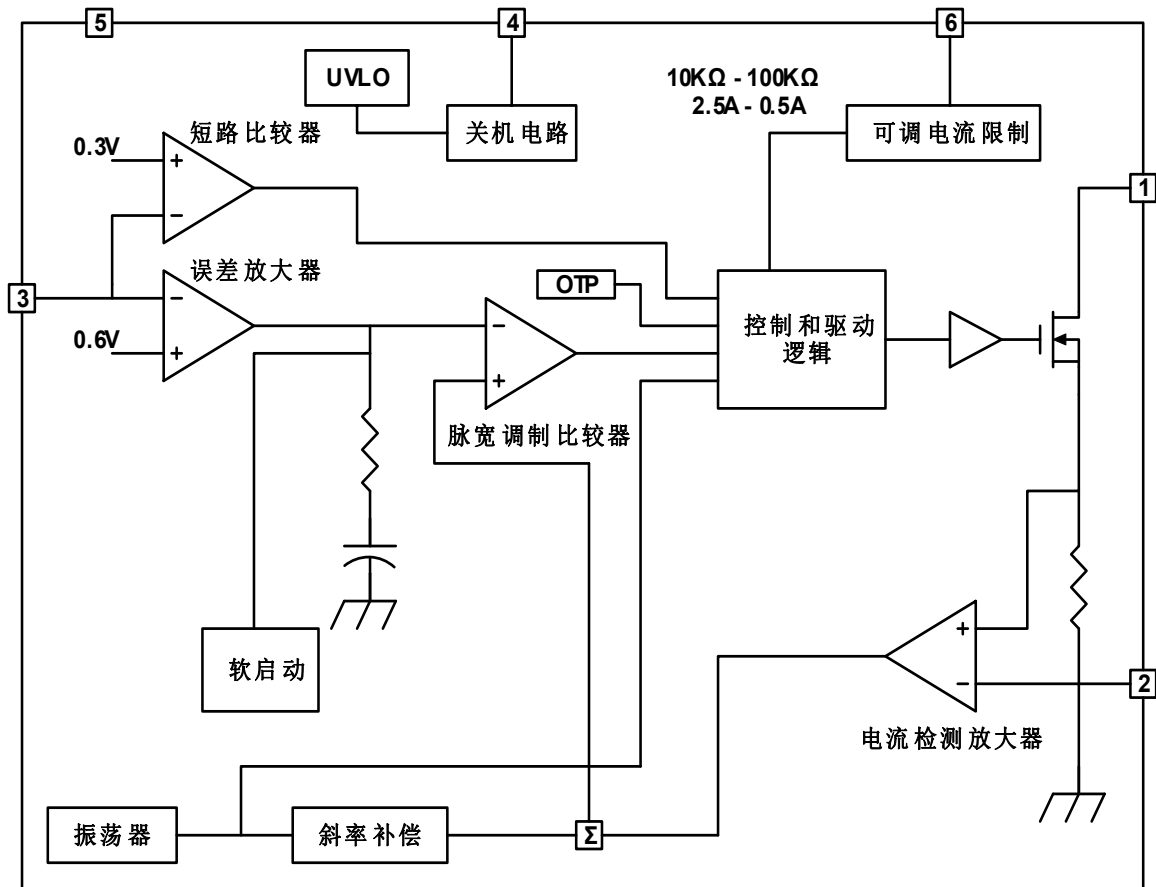 5
4
6
UVLO
10KΩ - 100KΩ
2.5A - 0.5A
短路比较器
关机电路
可调电流限制
0.3V
+
−
1
误差放大器
OTP
3
−
−
控制和驱动
逻辑
0.6V
+
+
脉宽调制比较器
软启动
+
−
2
电流检测放大器
振荡器
斜率补偿
Σ